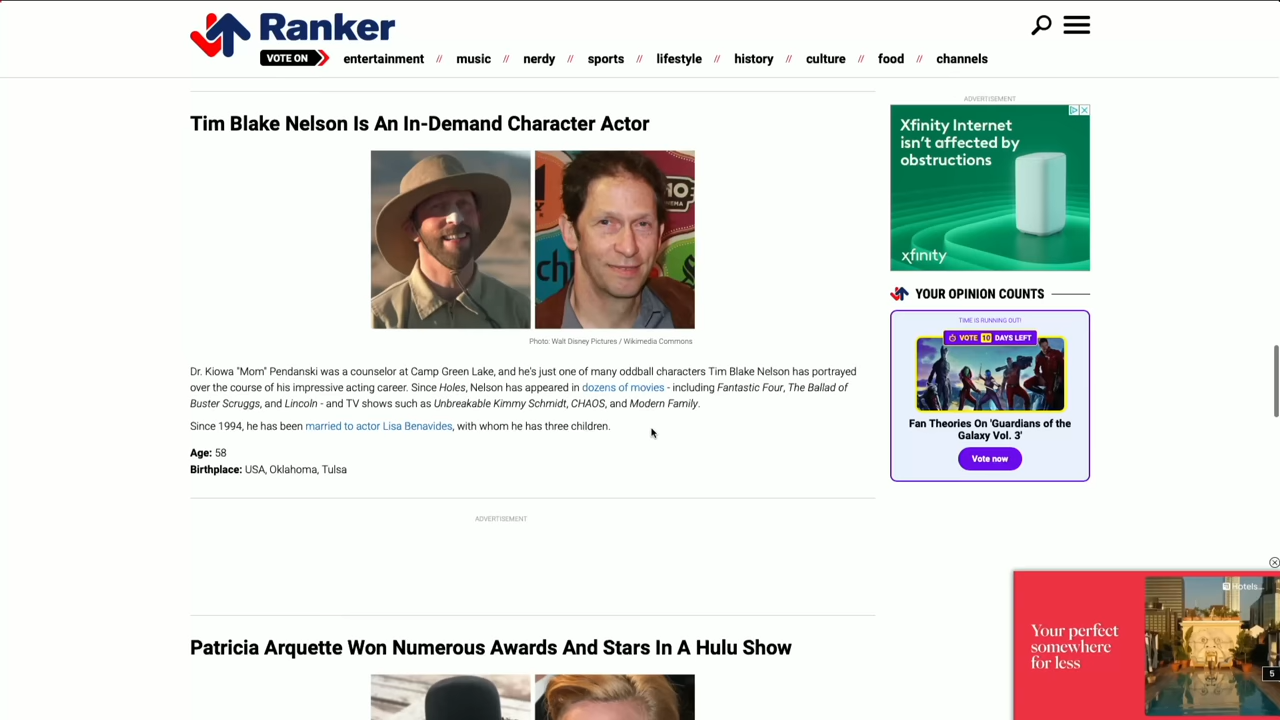 Ranker
VOTE ON
entertainment // music // nerdy // sports // lifestyle // history // culture // food // channels
Tim Blake Nelson Is An In-Demand Character Actor
Photo: Walt Disney Pictures / Wikimedia Commons
Dr. Kiowa "Mom" Pendanski was a counselor at Camp Green Lake, and he's just one of many oddball characters Tim Blake Nelson has portrayed
over the course of his impressive acting career. Since Holes, Nelson has appeared in dozens of movies - including Fantastic Four, The Ballad of
Buster Scruggs, and Lincoln - and TV shows such as Unbreakable Kimmy Schmidt, CHAOS, and Modern Family.
Since 1994, he has been married to actor Lisa Benavides, with whom he has three children.
Age: 58
Birthplace: USA, Oklahoma, Tulsa
ADVERTISEMENT
Patricia Arquette Won Numerous Awards And Stars In A Hulu Show
ADVERTISEMENT
Xfinity Internet
isn't affected by
obstructions
xfinity
YOUR OPINION COUNTS
TIME IS RUNNING OUT!
VOTE 10 DAYS LEFT
Fan Theories On 'Guardians of the
Galaxy Vol. 3'
Vote now
Hotels...
Your perfect
somewhere
for less
5